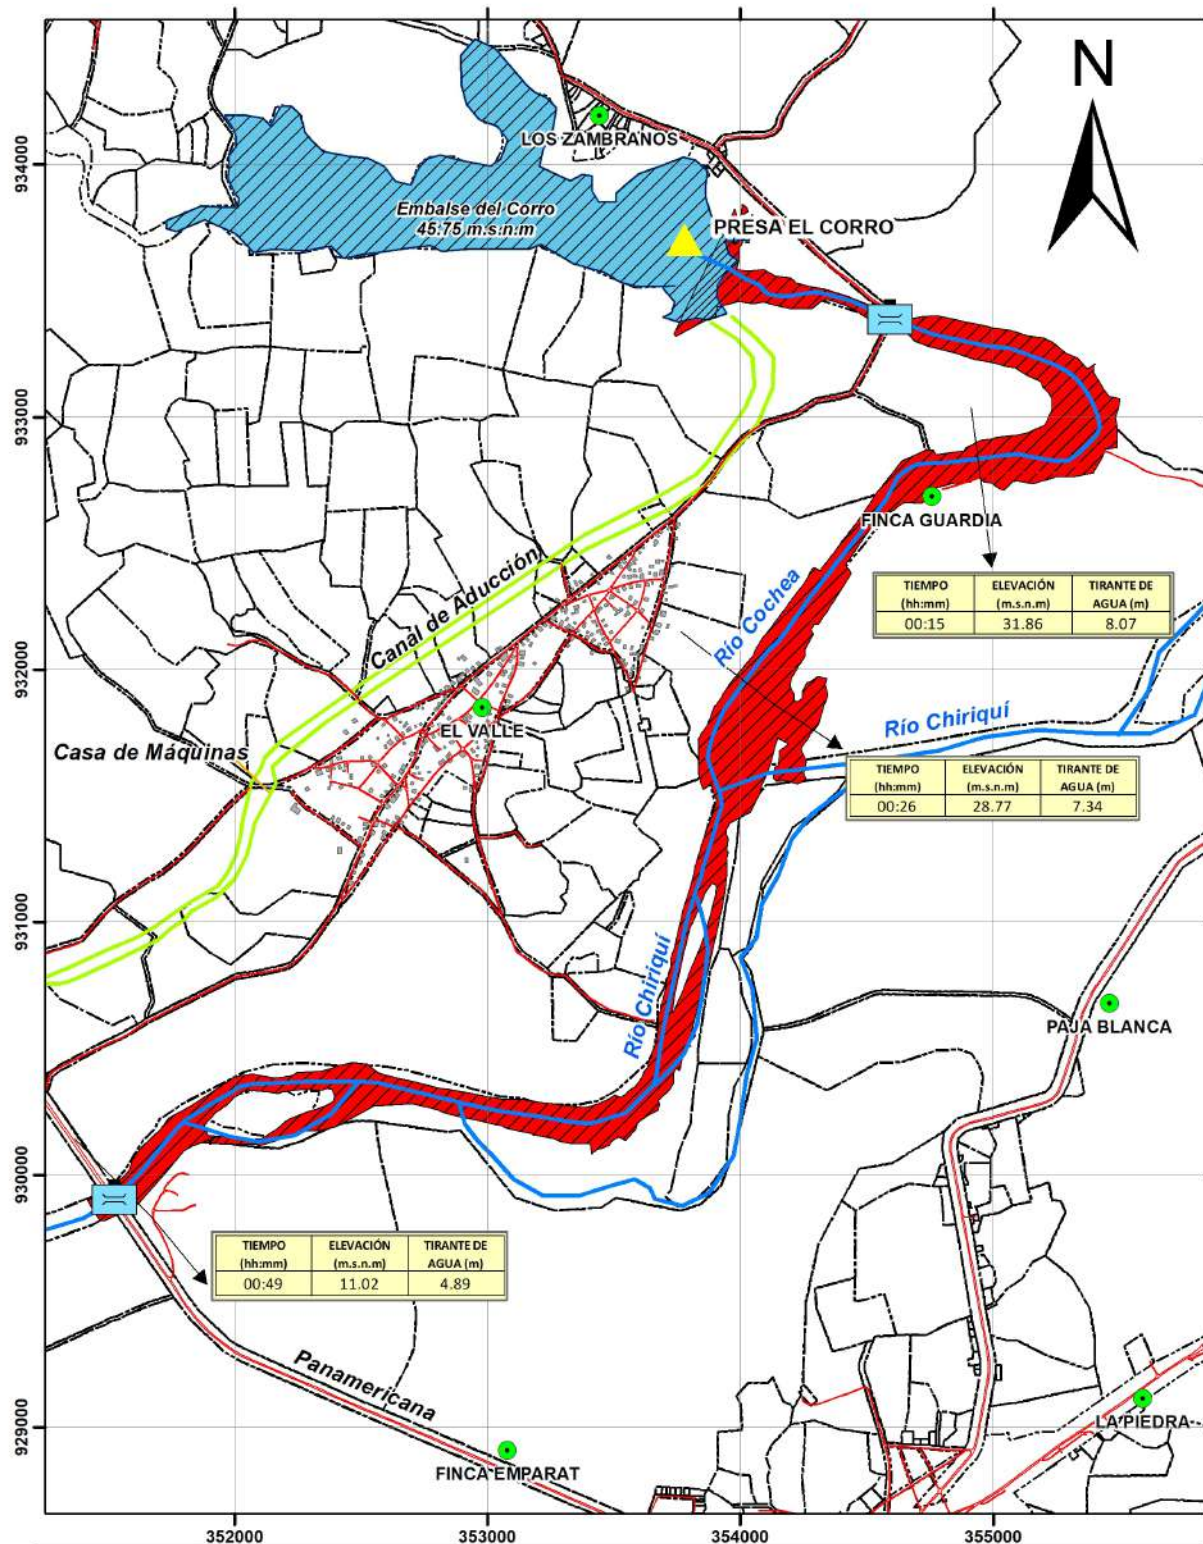 N
934000
933000
932000
931000
930000
929000
LOS ZAMBRANOS
Embalse del Corro
45.75 m.s.n.m
PRESA EL CORRO
FINCA GUARDIA
TIEMPO ELEVACIÓN TIRANTE DE
(hh:mm) (m.s.n.m) AGUA (m)
00:15 31.86 8.07
Canal de Aducción
Río Cochea
Río Chiriquí
EL VALLE
Casa de Máquinas
TIEMPO ELEVACIÓN TIRANTE DE
(hh:mm) (m.s.n.m) AGUA (m)
00:26 28.77 7.34
Río Chiriquí
PAJA BLANCA
TIEMPO ELEVACIÓN TIRANTE DE
(hh:mm) (m.s.n.m) AGUA (m)
00:49 11.02 4.89
Panamericana
LA PIEDRA
FINCA EMPARAT
352000 353000 354000 355000